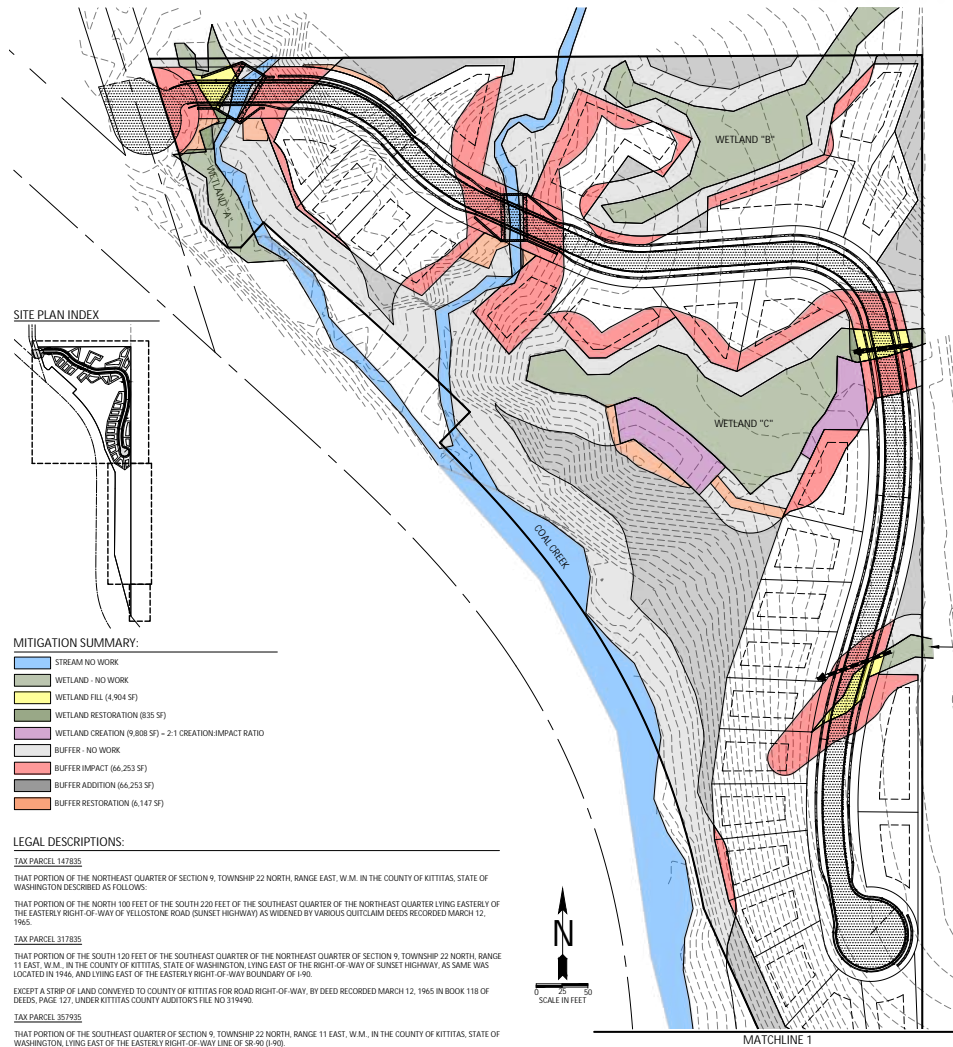 WETLAND "B"
WETLAND "A"
SITE PLAN INDEX
WETLAND "C"
COAL CREEK
MITIGATION SUMMARY:
STREAM NO WORK
WETLAND - NO WORK
WETLAND FILL (4,904 SF)
WETLAND RESTORATION (835 SF)
WETLAND CREATION (9,808 SF) - 2:1 CREATION:IMPACT RATIO
BUFFER - NO WORK
BUFFER IMPACT (66,253 SF)
BUFFER ADDITION (66,253 SF)
BUFFER RESTORATION (6,147 SF)
LEGAL DESCRIPTIONS:
TAX PARCEL 147835
THAT PORTION OF THE NORTHEAST QUARTER OF SECTION 9, TOWNSHIP 22 NORTH, RANGE EAST, W.M. IN THE COUNTY OF KITTITAS, STATE OF
WASHINGTON DESCRIBED AS FOLLOWS:
THAT PORTION OF THE NORTH 100 FEET OF THE SOUTH 220 FEET OF THE SOUTHEAST QUARTER OF THE NORTHEAST QUARTER LYING EASTERLY OF
THE EASTERLY RIGHT-OF-WAY OF YELLOSTONE ROAD (SUNSET HIGHWAY) AS WIDENED BY VARIOUS QUITCLAIM DEEDS RECORDED MARCH 12,
1965.
TAX PARCEL 317835
THAT PORTION OF THE SOUTH 120 FEET OF THE SOUTHEAST QUARTER OF THE NORTHEAST QUARTER OF SECTION 9, TOWNSHIP 22 NORTH, RANGE
11 EAST, W.M., IN THE COUNTY OF KITTITAS, STATE OF WASHINGTON, LYING EAST OF THE RIGHT-OF-WAY OF SUNSET HIGHWAY, AS SAME WAS
LOCATED IN 1946, AND LYIING EAST OF THE EASTERLY RIGHT-OF-WAY BOUNDARY OF I-90.
EXCEPT A STRIP OF LAND CONVEYED TO COUNTY OF KITTITAS FOR ROAD RIGHT-OF-WAY, BY DEED RECORDED MARCH 12, 1965 IN BOOK 118 OF
DEEDS, PAGE 127, UNDER KITTITAS COUNTY AUDITOR'S FILE NO 319490.
TAX PARCEL 357935
THAT PORTION OF THE SOUTHEAST QUARTER OF SECTION 9, TOWNSHIP 22 NORTH, RANGE 11 EAST, W.M., IN THE COUNTY OF KITTITAS, STATE OF
WASHINGTON, LYING EAST OF THE EASTERLY RIGHT-OF-WAY LINE OF SR-90 (I-90).
N
0 25 50
SCALE IN FEET
MATCHLINE 1